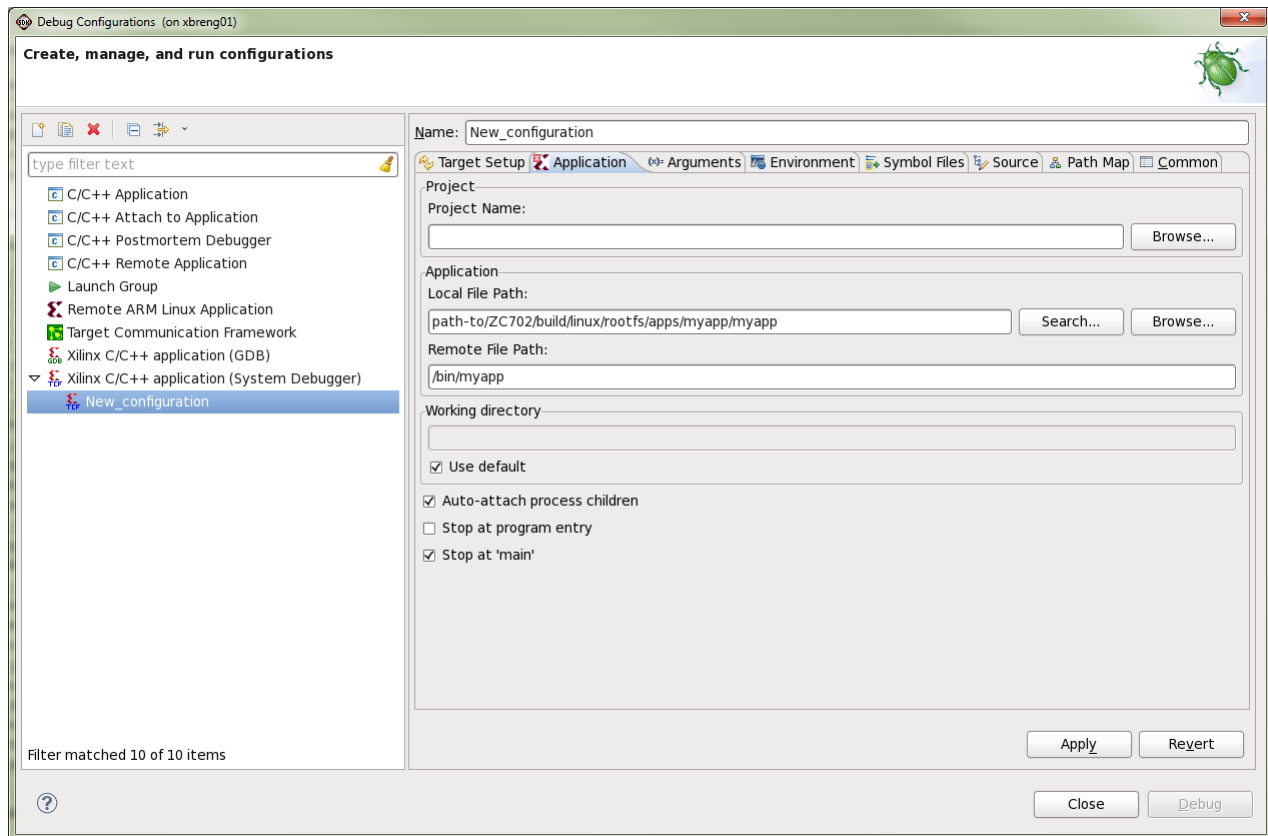 Debug Configurations (on xbreng01)
Create, manage, and run configurations
type filter text
C/C++ Application
C/C++ Attach to Application
C/C++ Postmortem Debugger
C/C++ Remote Application
Launch Group
Remote ARM Linux Application
Target Communication Framework
Xilinx C/C++ application (GDB)
Xilinx C/C++ application (System Debugger)
New_configuration
Filter matched 10 of 10 items
Name: New_configuration
Target Setup Application Arguments Environment Symbol Files Source Path Map Common
Project
Project Name:
Browse...
Application
Local File Path:
path-to/ZC702/build/linux/rootfs/apps/myapp/myapp Search... Browse...
Remote File Path:
/bin/myapp
Working directory
Use default
Auto-attach process children
Stop at program entry
Stop at 'main'
Apply Revert
Close Debug